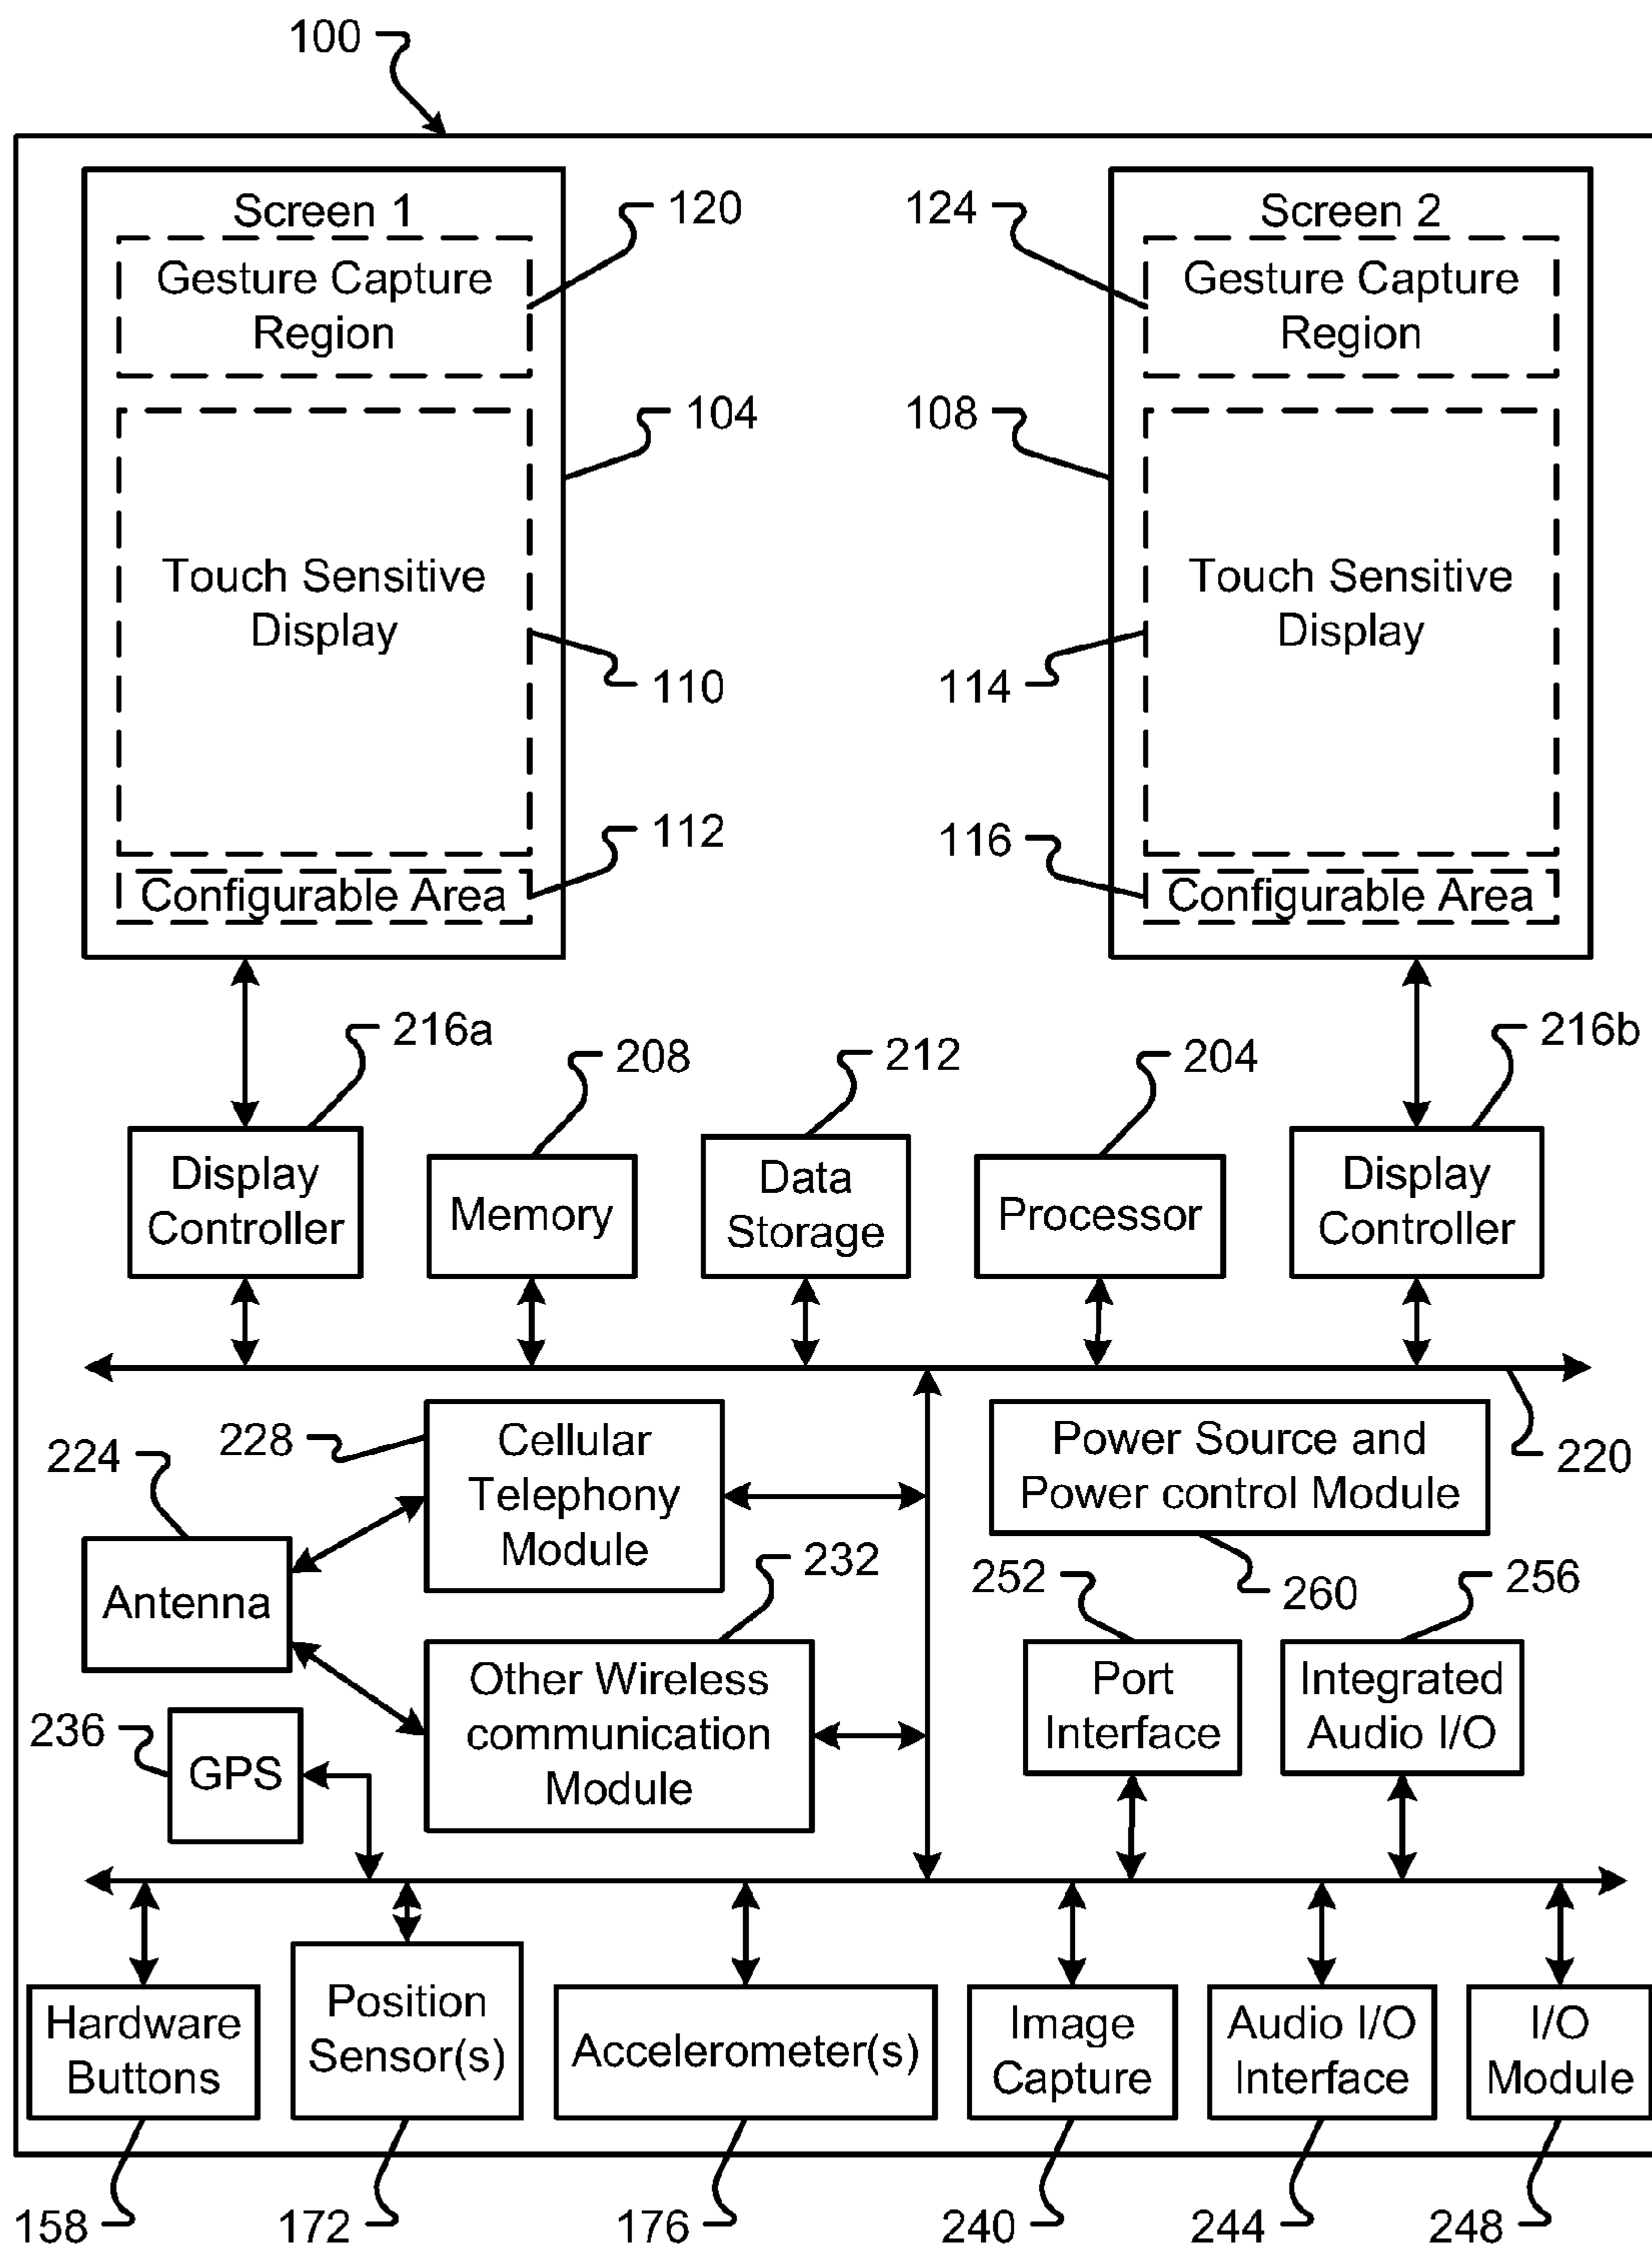 100
Screen 1
Gesture Capture
Region
120
104
Touch Sensitive
Display
110
112
Configurable Area
Screen 2
124
Gesture Capture
Region
108
Touch Sensitive
Display
114
116
Configurable Area
216a
208
212
204
216b
Display
Controller
Memory
Data
Storage
Processor
Display
Controller
220
228
Cellular
Telephony
Module
Power Source and
Power control Module
260
224
Antenna
232
Other Wireless
communication
Module
252
Port
Interface
256
Integrated
Audio I/O
236
GPS
Hardware
Buttons
Position
Sensor(s)
Accelerometer(s)
Image
Capture
Audio I/O
Interface
I/O
Module
158
172
176
240
244
248